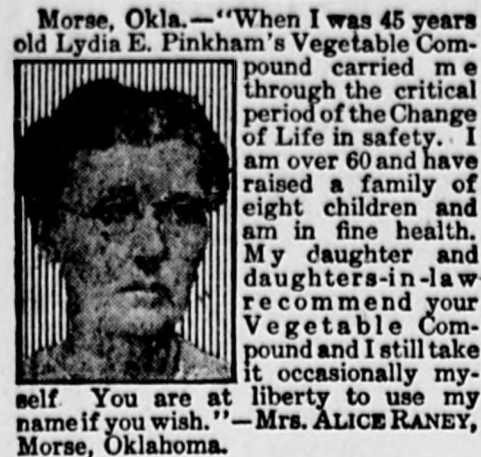 Morse, Okla.—"When I was 45 years
old Lydia E. Pinkham's Vegetable Com-
pound carried me
through the critical
period of the Change
of Life in safety. I
am over 60 and have
raised a family of
eight children and
am in fine health.
My daughter and
daughters-in-law
recommend your
Vegetable Com-
pound and I still take
it occasionally my-
self. You are at liberty to use my
name if you wish."—Mrs. ALICE RANEY,
Morse, Oklahoma.